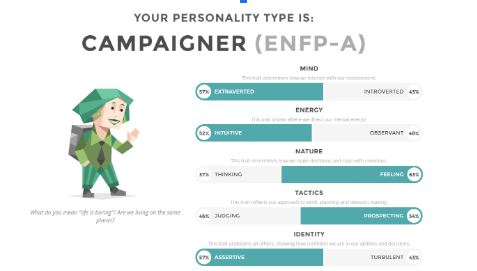 YOUR PERSONALITY TYPE IS:
CAMPAIGNER (ENFP-A)
MIND
This trait determines how we interact with our environment.
57% EXTRAVERTED INTROVERTED 43%
ENERGY
This trait shows where we direct our mental energy.
52% INTUITIVE OBSERVANT 48%
NATURE
This trait determines how we make decisions and cope with emotions.
37% THINKING FEELING 63%
TACTICS
This trait reflects our approach to work, planning and decision-making.
46% JUDGING PROSPECTING 54%
IDENTITY
This trait underpins all others, showing how confident we are in our abilities and decisions.
57% ASSERTIVE TURBULENT 43%
What do you mean "life is boring"? Are we living on the same
planet?